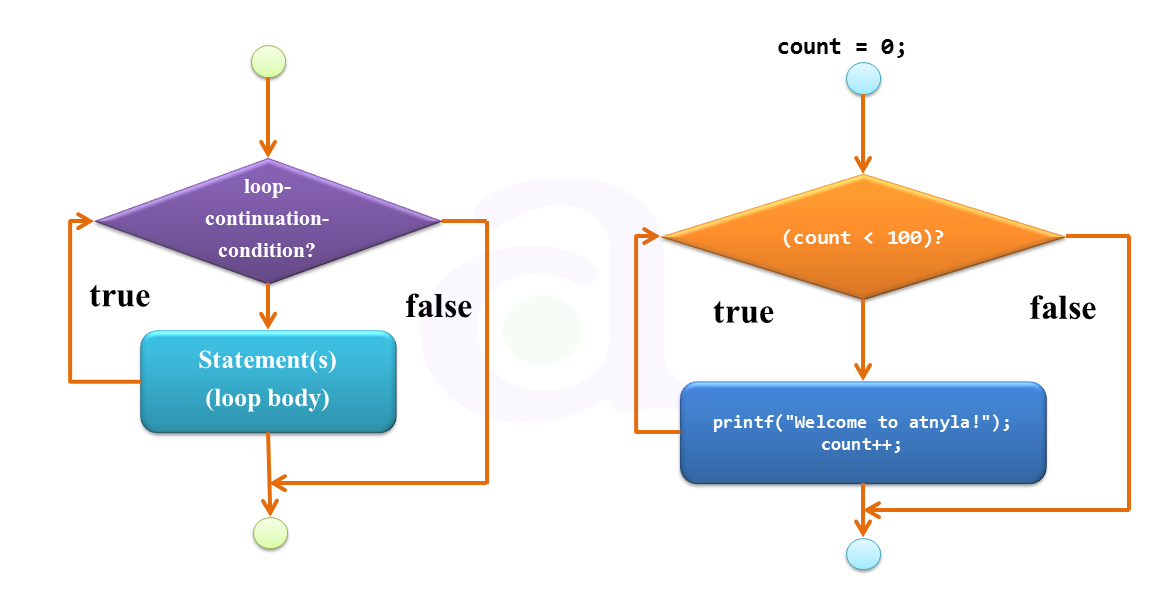 loop-
continuation-
condition?
true
false
Statement(s)
(loop body)
count = 0;
(count < 100)?
true
false
printf("Welcome to atnyla!");
count++;